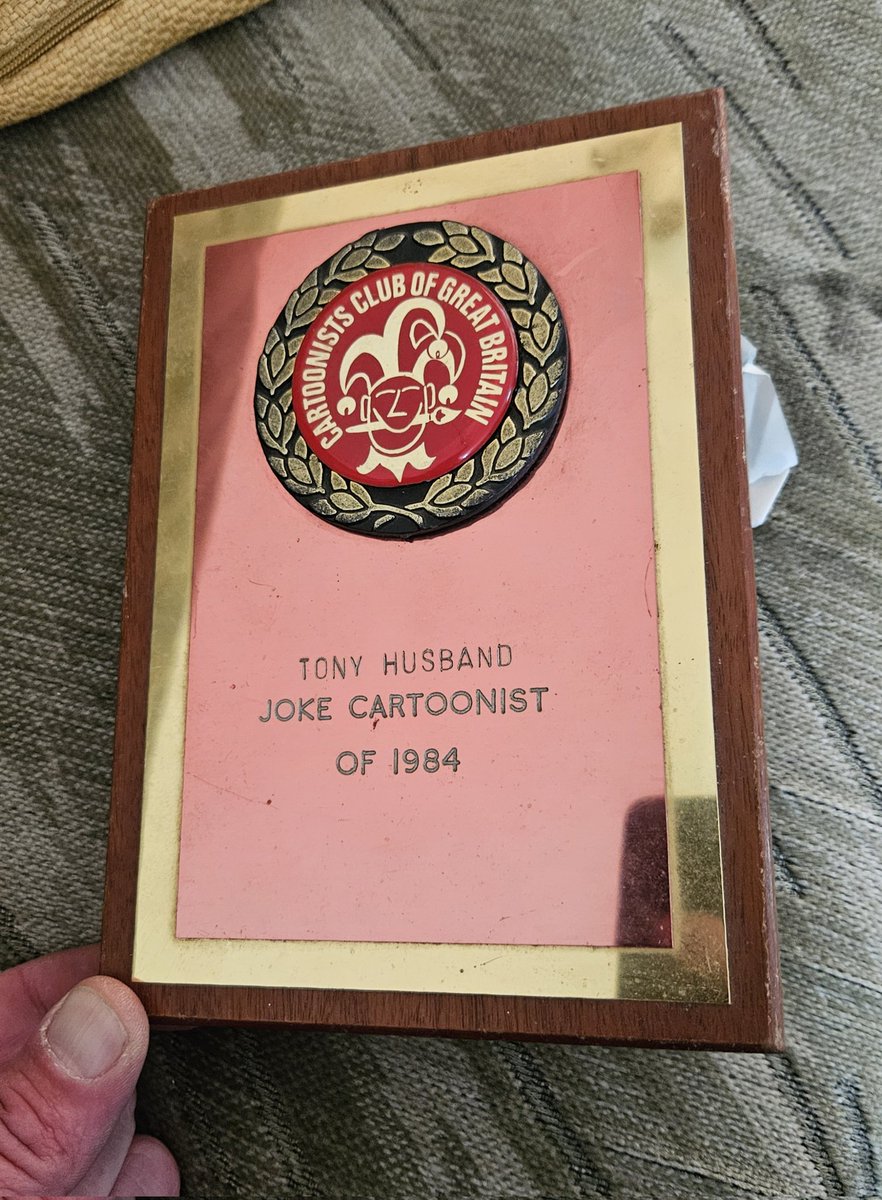 CARTOONISTS CLUB OF GREAT BRITAIN
TONY HUSBAND
JOKE CARTOONIST
OF 1984